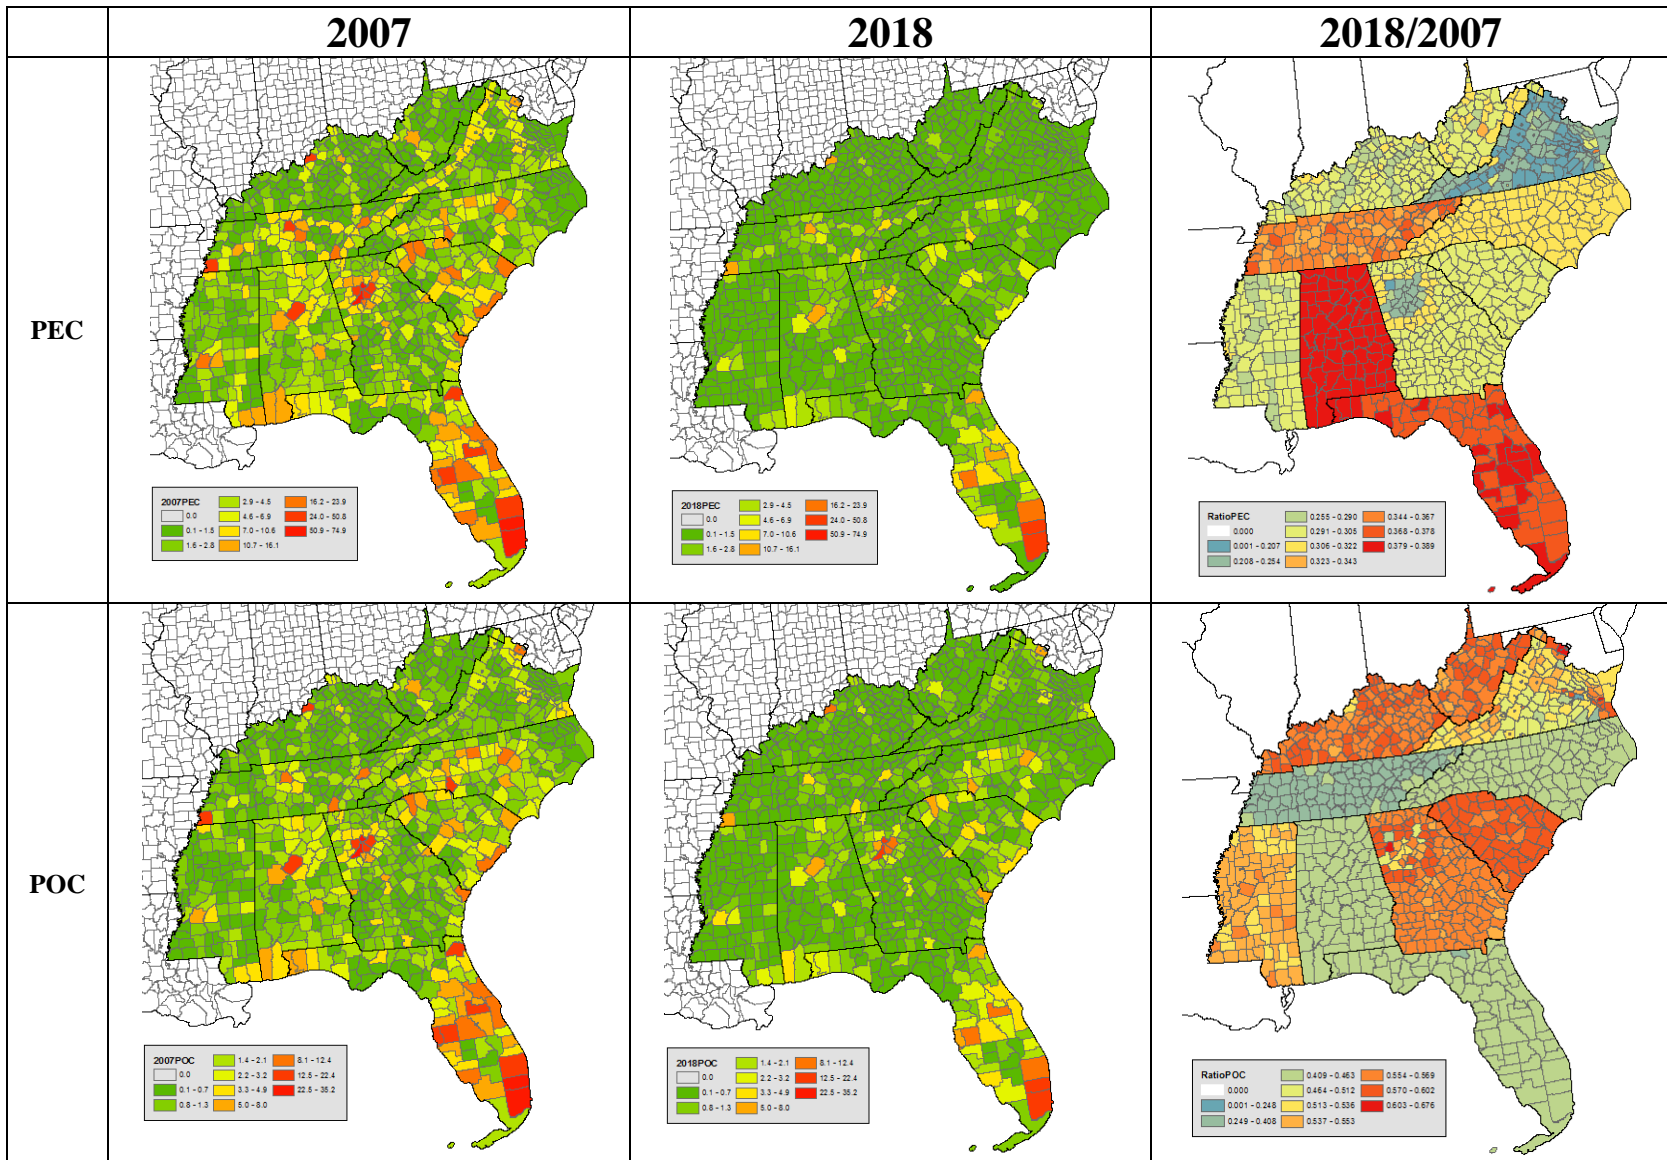 2007 2018 2018/2007
PEC
2007PEC
0.0
0.1 - 1.5
1.6 - 2.8
2.9 - 4.5
4.6 - 6.9
7.0 - 10.6
10.7 - 16.1
16.2 - 23.9
24.0 - 50.8
50.9 - 74.9
2018PEC
0.0
0.1 - 1.5
1.6 - 2.8
2.9 - 4.5
4.6 - 6.9
7.0 - 10.6
10.7 - 16.1
16.2 - 23.9
24.0 - 50.8
50.9 - 74.9
RatioPEC
0.000
0.001 - 0.207
0.208 - 0.254
0.255 - 0.290
0.291 - 0.305
0.306 - 0.322
0.323 - 0.343
0.344 - 0.367
0.368 - 0.378
0.379 - 0.389
POC
2007POC
0.0
0.1 - 0.7
0.8 - 1.3
1.4 - 2.1
2.2 - 3.2
3.3 - 4.9
5.0 - 8.0
8.1 - 12.4
12.5 - 22.4
22.5 - 35.2
2018POC
0.0
0.1 - 0.7
0.8 - 1.3
1.4 - 2.1
2.2 - 3.2
3.3 - 4.9
5.0 - 8.0
8.1 - 12.4
12.5 - 22.4
22.5 - 35.2
RatioPOC
0.000
0.001 - 0.248
0.249 - 0.408
0.409 - 0.463
0.464 - 0.512
0.513 - 0.536
0.537 - 0.553
0.554 - 0.569
0.570 - 0.602
0.603 - 0.676